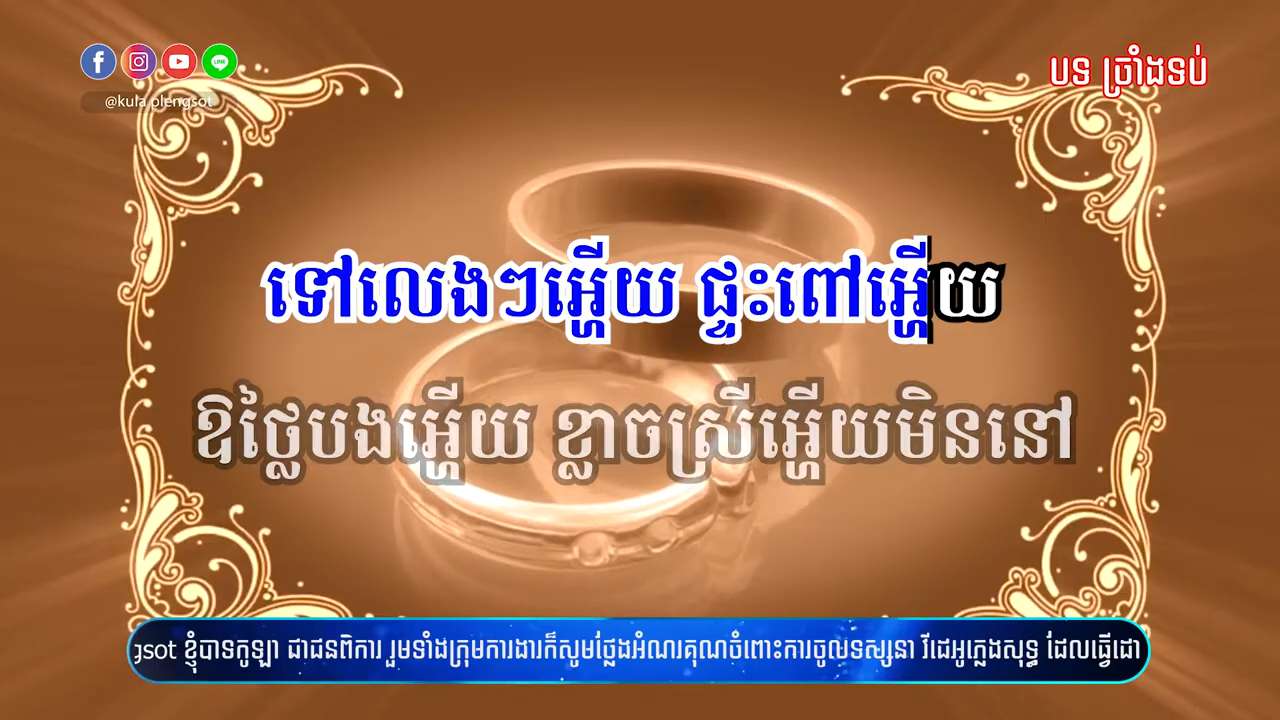 @kula plengsot
បទ ច្រាំងទប់
ទៅលេងៗអ្ហើយ ផ្ទះពៅអ្ហើយ
ឱថ្លៃបងអ្ហើយ ខ្លាចស្រីអ្ហើយមិននៅ
gsot ខ្ញុំបាទកូឡា ជាជនពិការ រួមទាំងក្រុមការងារក៏សូមថ្លែងអំណរគុណចំពោះការចូលទស្សនា វីដេអូភ្លេងសុទ្ធ ដែលធ្វើដោ